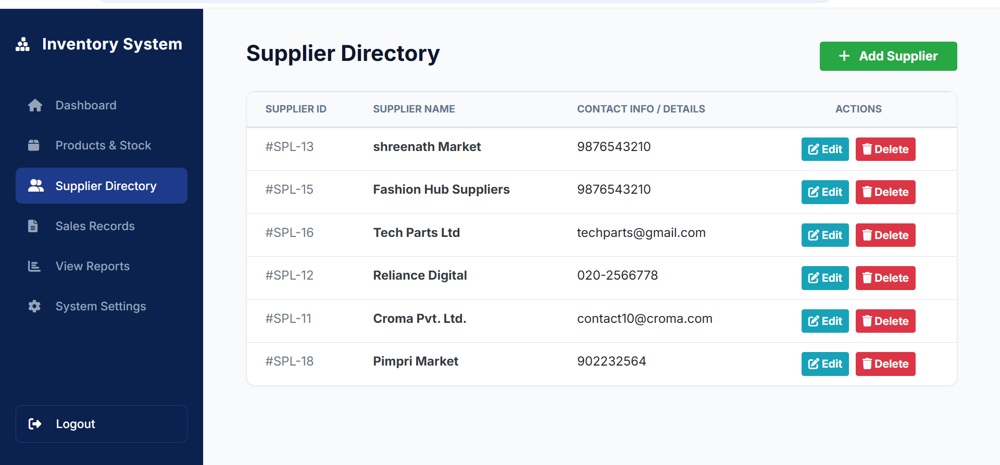 Inventory System
Dashboard
Products & Stock
Supplier Directory
Sales Records
View Reports
System Settings
Logout
Supplier Directory
Add Supplier
SUPPLIER ID SUPPLIER NAME CONTACT INFO / DETAILS ACTIONS
#SPL-13 shreenath Market 9876543210 Edit Delete
#SPL-15 Fashion Hub Suppliers 9876543210 Edit Delete
#SPL-16 Tech Parts Ltd techparts@gmail.com Edit Delete
#SPL-12 Reliance Digital 020-2566778 Edit Delete
#SPL-11 Croma Pvt. Ltd. contact10@croma.com Edit Delete
#SPL-18 Pimpri Market 902232564 Edit Delete